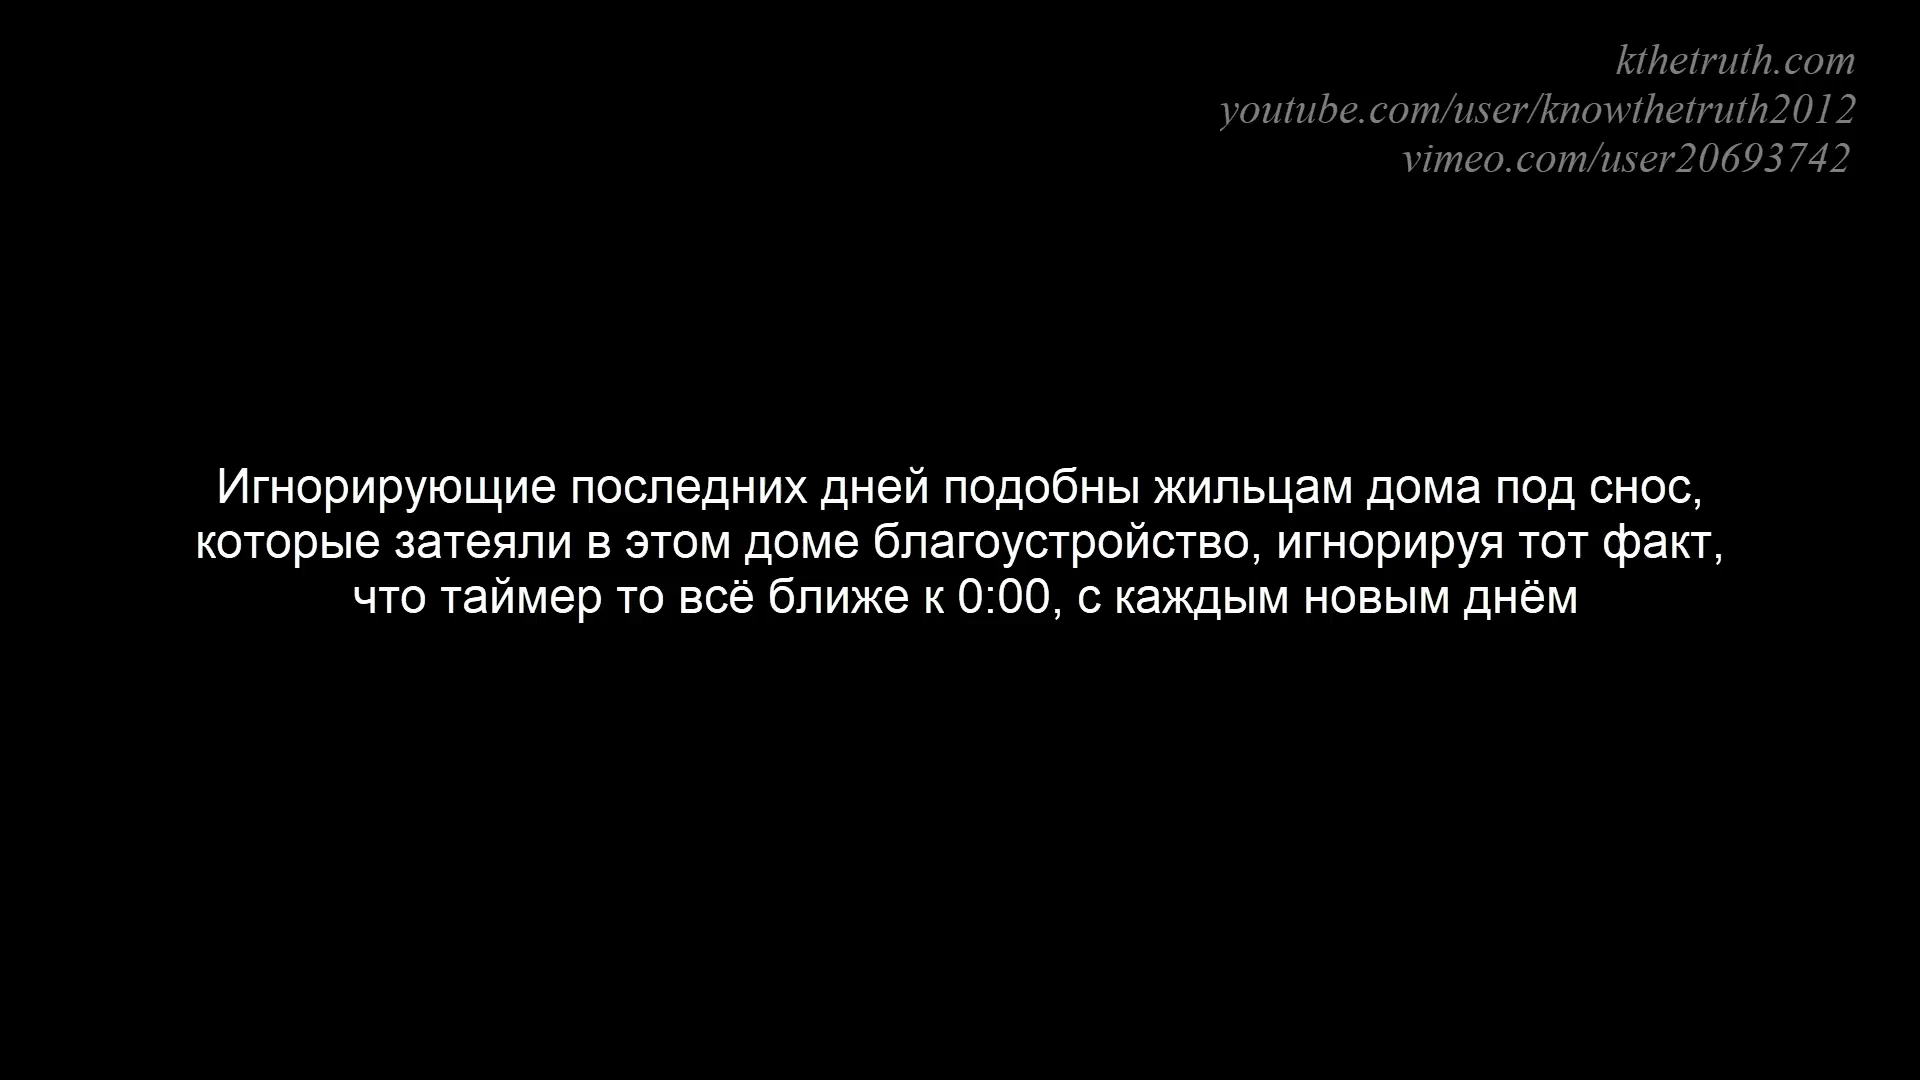 kthetruth.com
youtube.com/user/knowthetruth2012
vimeo.com/user20693742
Игнорирующие последних дней подобны жильцам дома под снос,
которые затеяли в этом доме благоустройство, игнорируя тот факт,
что таймер то всё ближе к 0:00, с каждым новым днём